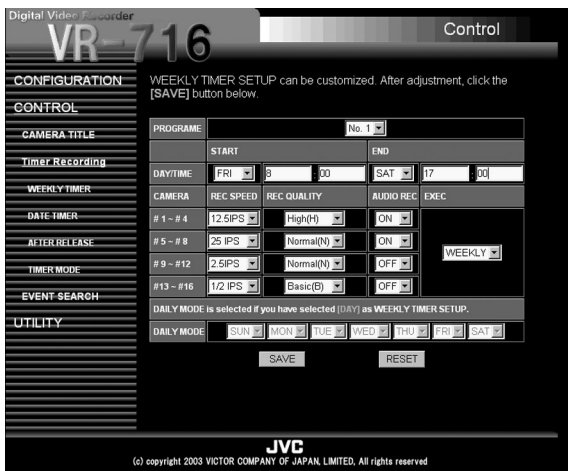 Digital Video Recorder
VR-716
Control
CONFIGURATION
CONTROL
CAMERA TITLE
Timer Recording
WEEKLY TIMER
DATE TIMER
AFTER RELEASE
TIMER MODE
EVENT SEARCH
UTILITY
WEEKLY TIMER SETUP can be customized. After adjustment, click the
[SAVE] button below.
PROGRAME No. 1
START END
DAY/TIME FRI 8 : 00 SAT 17 : 00
CAMERA REC SPEED REC QUALITY AUDIO REC EXEC
# 1 ~ # 4 12.5IPS High(H) ON
# 5 ~ # 8 25 IPS Normal(N) ON
WEEKLY
# 9 ~ #12 2.5IPS Normal(N) OFF
#13 ~ #16 1/2 IPS Basic(B) OFF
DAILY MODE is selected if you have selected [DAY] as WEEKLY TIMER SETUP.
DAILY MODE SUN MON TUE WED THU FRI SAT
SAVE RESET
JVC
(c) copyright 2003 VICTOR COMPANY OF JAPAN, LIMITED, All rights reserved